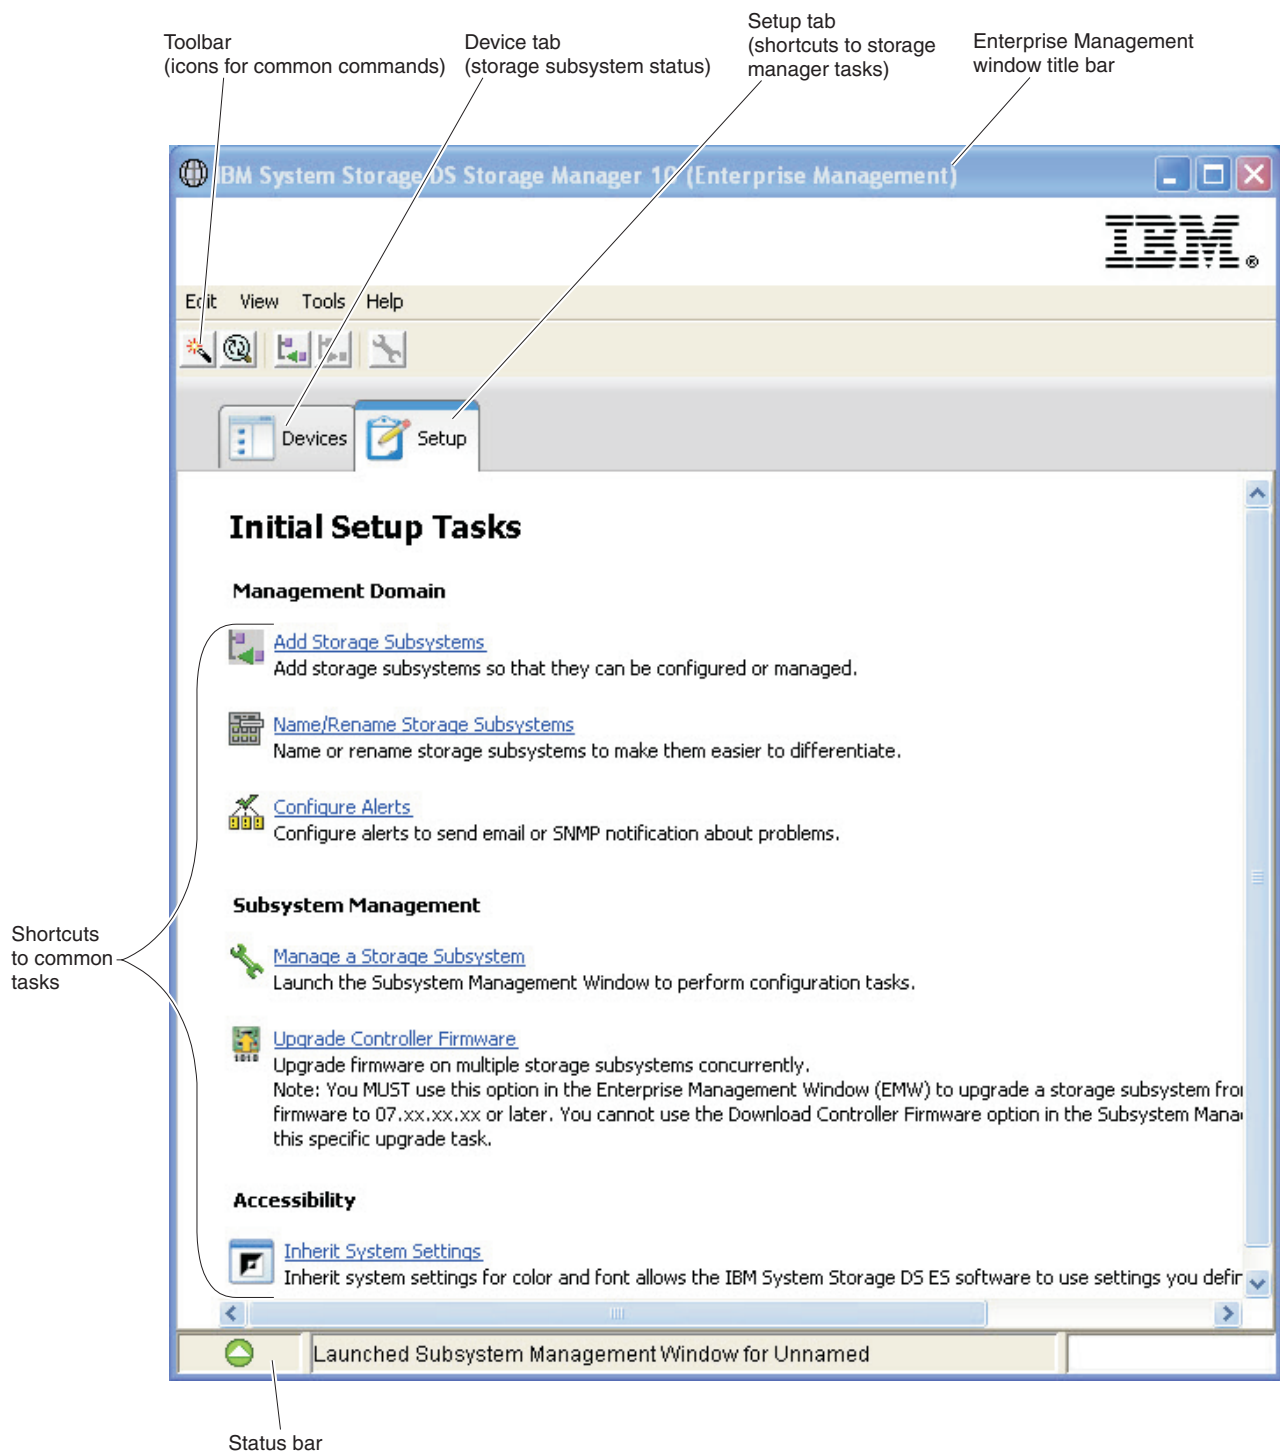 Toolbar
(icons for common commands)
Device tab
(storage subsystem status)
Setup tab
(shortcuts to storage
manager tasks)
Enterprise Management
window title bar
IBM System Storage DS Storage Manager 10 (Enterprise Management)
IBM®
Edit View Tools Help
Devices
Setup
Initial Setup Tasks
Management Domain
Add Storage Subsystems
Add storage subsystems so that they can be configured or managed.
Name/Rename Storage Subsystems
Name or rename storage subsystems to make them easier to differentiate.
Configure Alerts
Configure alerts to send email or SNMP notification about problems.
Subsystem Management
Shortcuts
to common
tasks
Manage a Storage Subsystem
Launch the Subsystem Management Window to perform configuration tasks.
Upgrade Controller Firmware
1010
Upgrade firmware on multiple storage subsystems concurrently.
Note: You MUST use this option in the Enterprise Management Window (EMW) to upgrade a storage subsystem fro
firmware to 07.xx.xx.xx or later. You cannot use the Download Controller Firmware option in the Subsystem Mana
this specific upgrade task.
Accessibility
Inherit System Settings
Inherit system settings for color and font allows the IBM System Storage DS ES software to use settings you defin
Launched Subsystem Management Window for Unnamed
Status bar